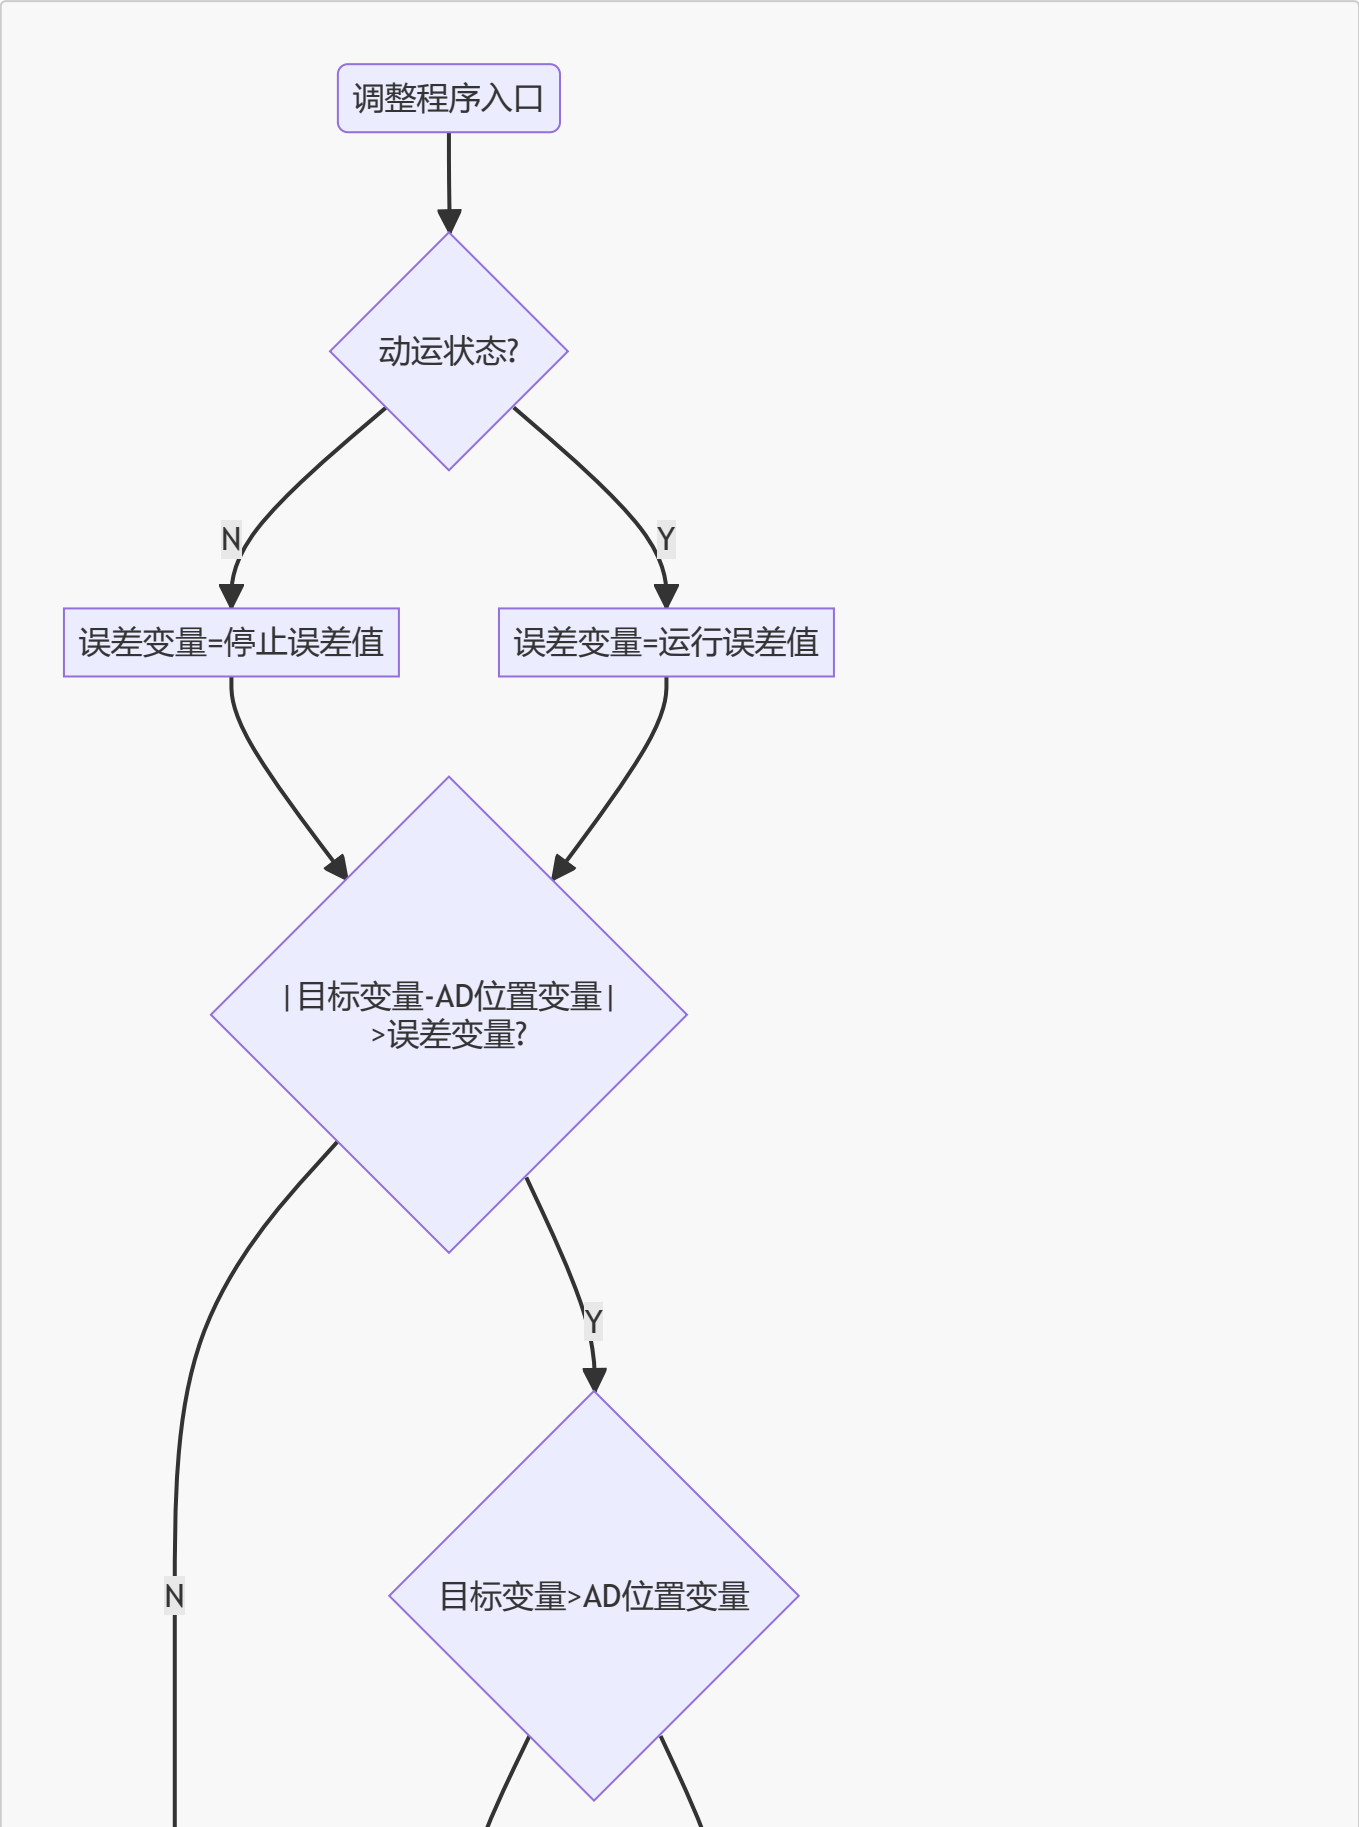 调整程序入口
动运状态?
N
Y
误差变量=停止误差值
误差变量=运行误差值
|目标变量-AD位置变量|
>误差变量?
Y
N
目标变量>AD位置变量